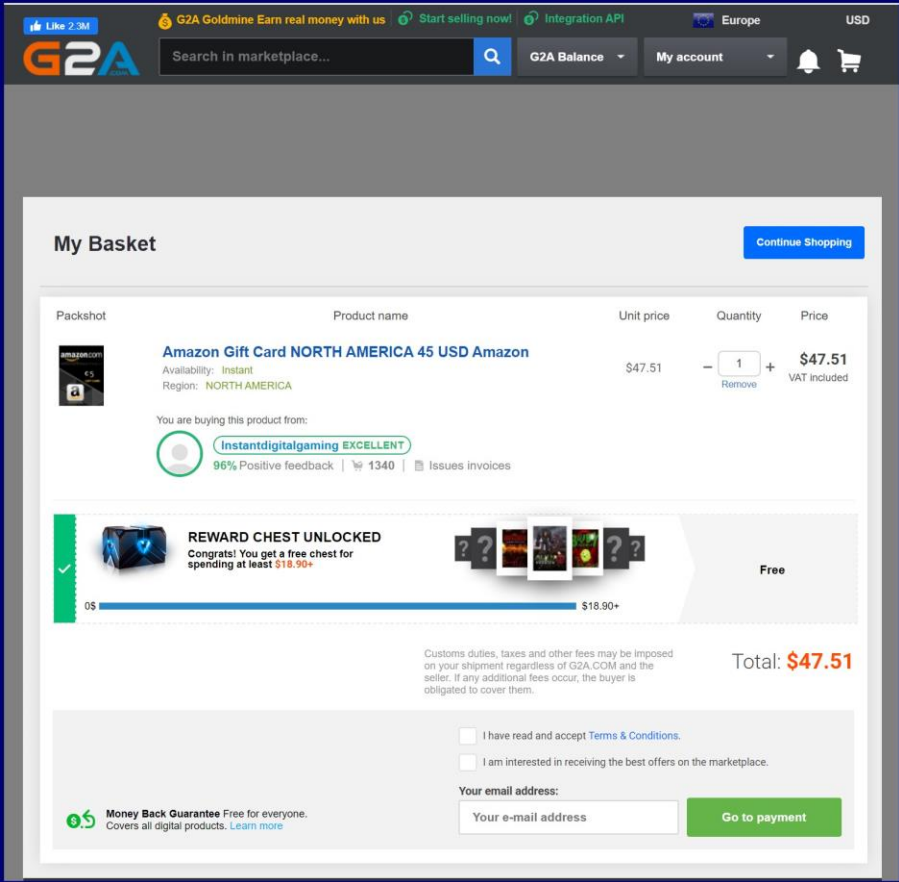 Like 2.3M
G2A Goldmine Earn real money with us
Start selling now!
Integration API
Europe
USD
G2A
.COM
Search in marketplace...
G2A Balance
My account
My Basket
Continue Shopping
Packshot
Product name
Unit price
Quantity
Price
amazon.com
a
Amazon Gift Card NORTH AMERICA 45 USD Amazon
Availability: Instant
Region: NORTH AMERICA
$47.51
− 1 +
Remove
$47.51
VAT included
You are buying this product from:
Instantdigitalgaming EXCELLENT
96% Positive feedback | 1340 | Issues invoices
REWARD CHEST UNLOCKED
Congrats! You get a free chest for
spending at least $18.90+
? ? ? ?
Free
0$
$18.90+
Customs duties, taxes and other fees may be imposed
on your shipment regardless of G2A.COM and the
seller. If any additional fees occur, the buyer is
obligated to cover them.
Total: $47.51
I have read and accept Terms & Conditions.
I am interested in receiving the best offers on the marketplace.
Your email address:
Your e-mail address
Go to payment
Money Back Guarantee Free for everyone.
Covers all digital products. Learn more